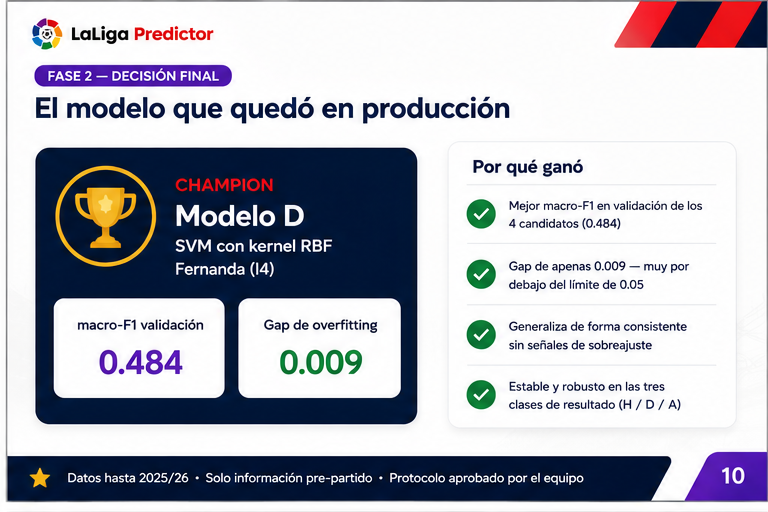 LaLiga Predictor
FASE 2 — DECISIÓN FINAL
El modelo que quedó en producción
CHAMPION
Modelo D
SVM con kernel RBF
Fernanda (I4)
macro-F1 validación
0.484
Gap de overfitting
0.009
Por qué ganó
Mejor macro-F1 en validación de los
4 candidatos (0.484)
Gap de apenas 0.009 — muy por
debajo del límite de 0.05
Generaliza de forma consistente
sin señales de sobreajuste
Estable y robusto en las tres
clases de resultado (H / D / A)
Datos hasta 2025/26 • Solo información pre-partido • Protocolo aprobado por el equipo
10